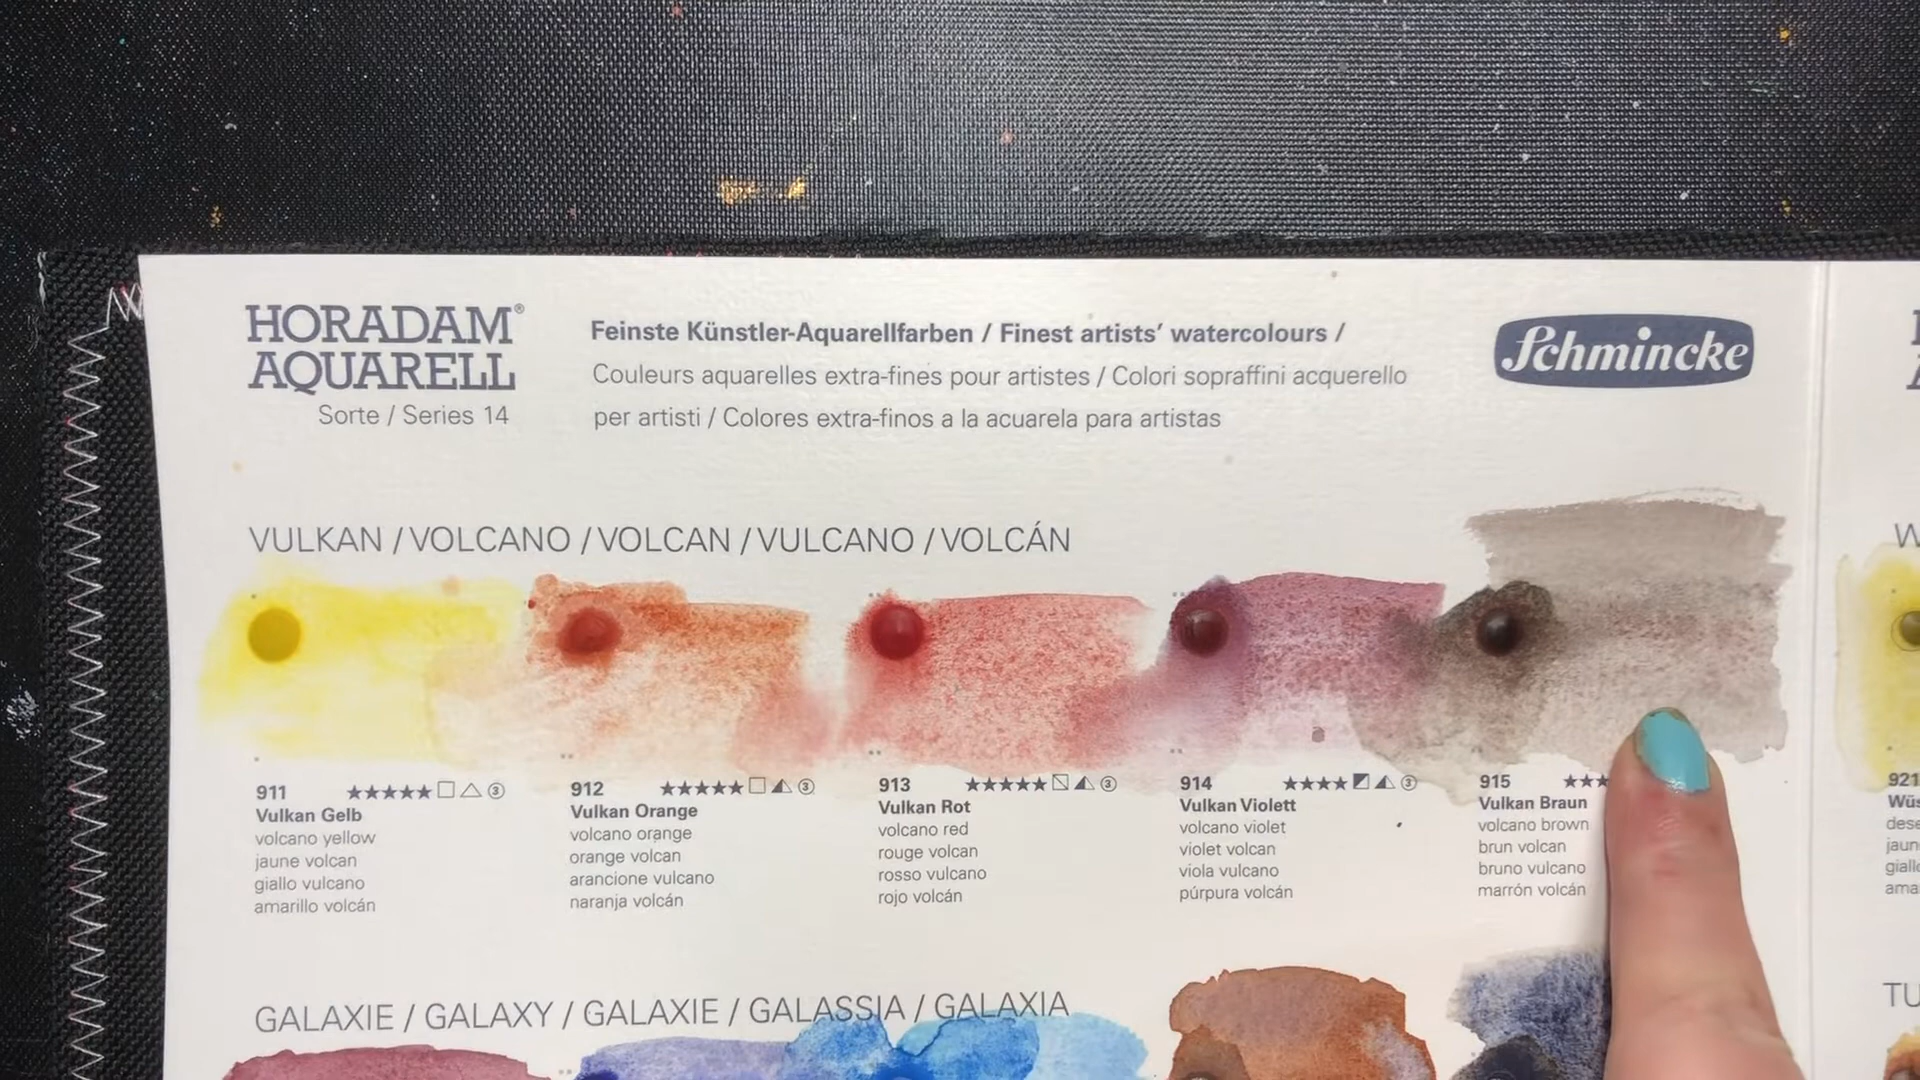 HORADAM®
AQUARELL
Sorte / Series 14
Feinste Künstler-Aquarellfarben / Finest artists' watercolours /
Couleurs aquarelles extra-fines pour artistes / Colori sopraffini acquerello
per artisti / Colores extra-finos a la acuarela para artistas
Schmincke
VULKAN / VOLCANO / VOLCAN / VULCANO / VOLCÁN
911 ★★★★★ □ △ ③
Vulkan Gelb
volcano yellow
jaune volcan
giallo vulcano
amarillo volcán
912 ★★★★★ □ ◮ ③
Vulkan Orange
volcano orange
orange volcan
arancione vulcano
naranja volcán
913 ★★★★★ ⧅ ◮ ③
Vulkan Rot
volcano red
rouge volcan
rosso vulcano
rojo volcán
914 ★★★★ ◩ ◮ ③
Vulkan Violett
volcano violet
violet volcan
viola vulcano
púrpura volcán
915 ★★★
Vulkan Braun
volcano brown
brun volcan
bruno vulcano
marrón volcán
921
GALAXIE / GALAXY / GALAXIE / GALASSIA / GALAXIA